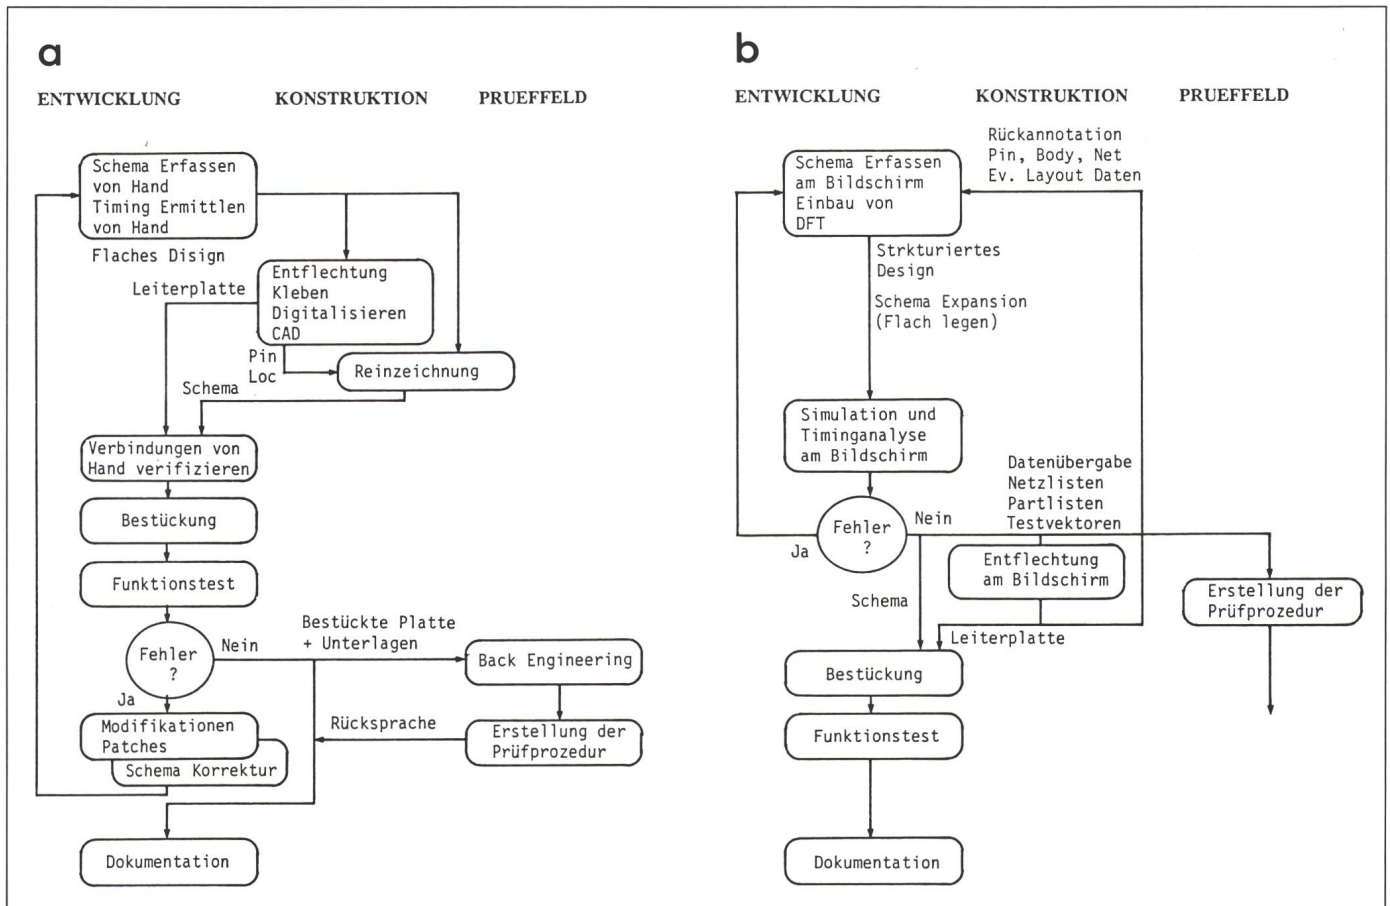 a
ENTWICKLUNG
KONSTRUKTION
PRUEFFELD
Schema Erfassen
von Hand
Timing Ermittlen
von Hand
Flaches Disign
Leiterplatte
Entflechtung
Kleben
Digitalisieren
CAD
Pin
Loc
Reinzeichnung
Schema
Verbindungen von
Hand verifizieren
Bestückung
Funktionstest
Fehler
?
Nein
Bestückte Platte
+ Unterlagen
Back Engineering
Ja
Modifikationen
Patches
Schema Korrektur
Rücksprache
Erstellung der
Prüfprozedur
Dokumentation
b
ENTWICKLUNG
KONSTRUKTION
PRUEFFELD
Rückannotation
Pin, Body, Net
Ev. Layout Daten
Schema Erfassen
am Bildschirm
Einbau von
DFT
Strkturiertes
Design
Schema Expansion
(Flach legen)
Simulation und
Timinganalyse
am Bildschirm
Datenübergabe
Netzlisten
Partlisten
Testvektoren
Fehler
?
Nein
Ja
Entflechtung
am Bildschirm
Erstellung der
Prüfprozedur
Schema
Leiterplatte
Bestückung
Funktionstest
Dokumentation